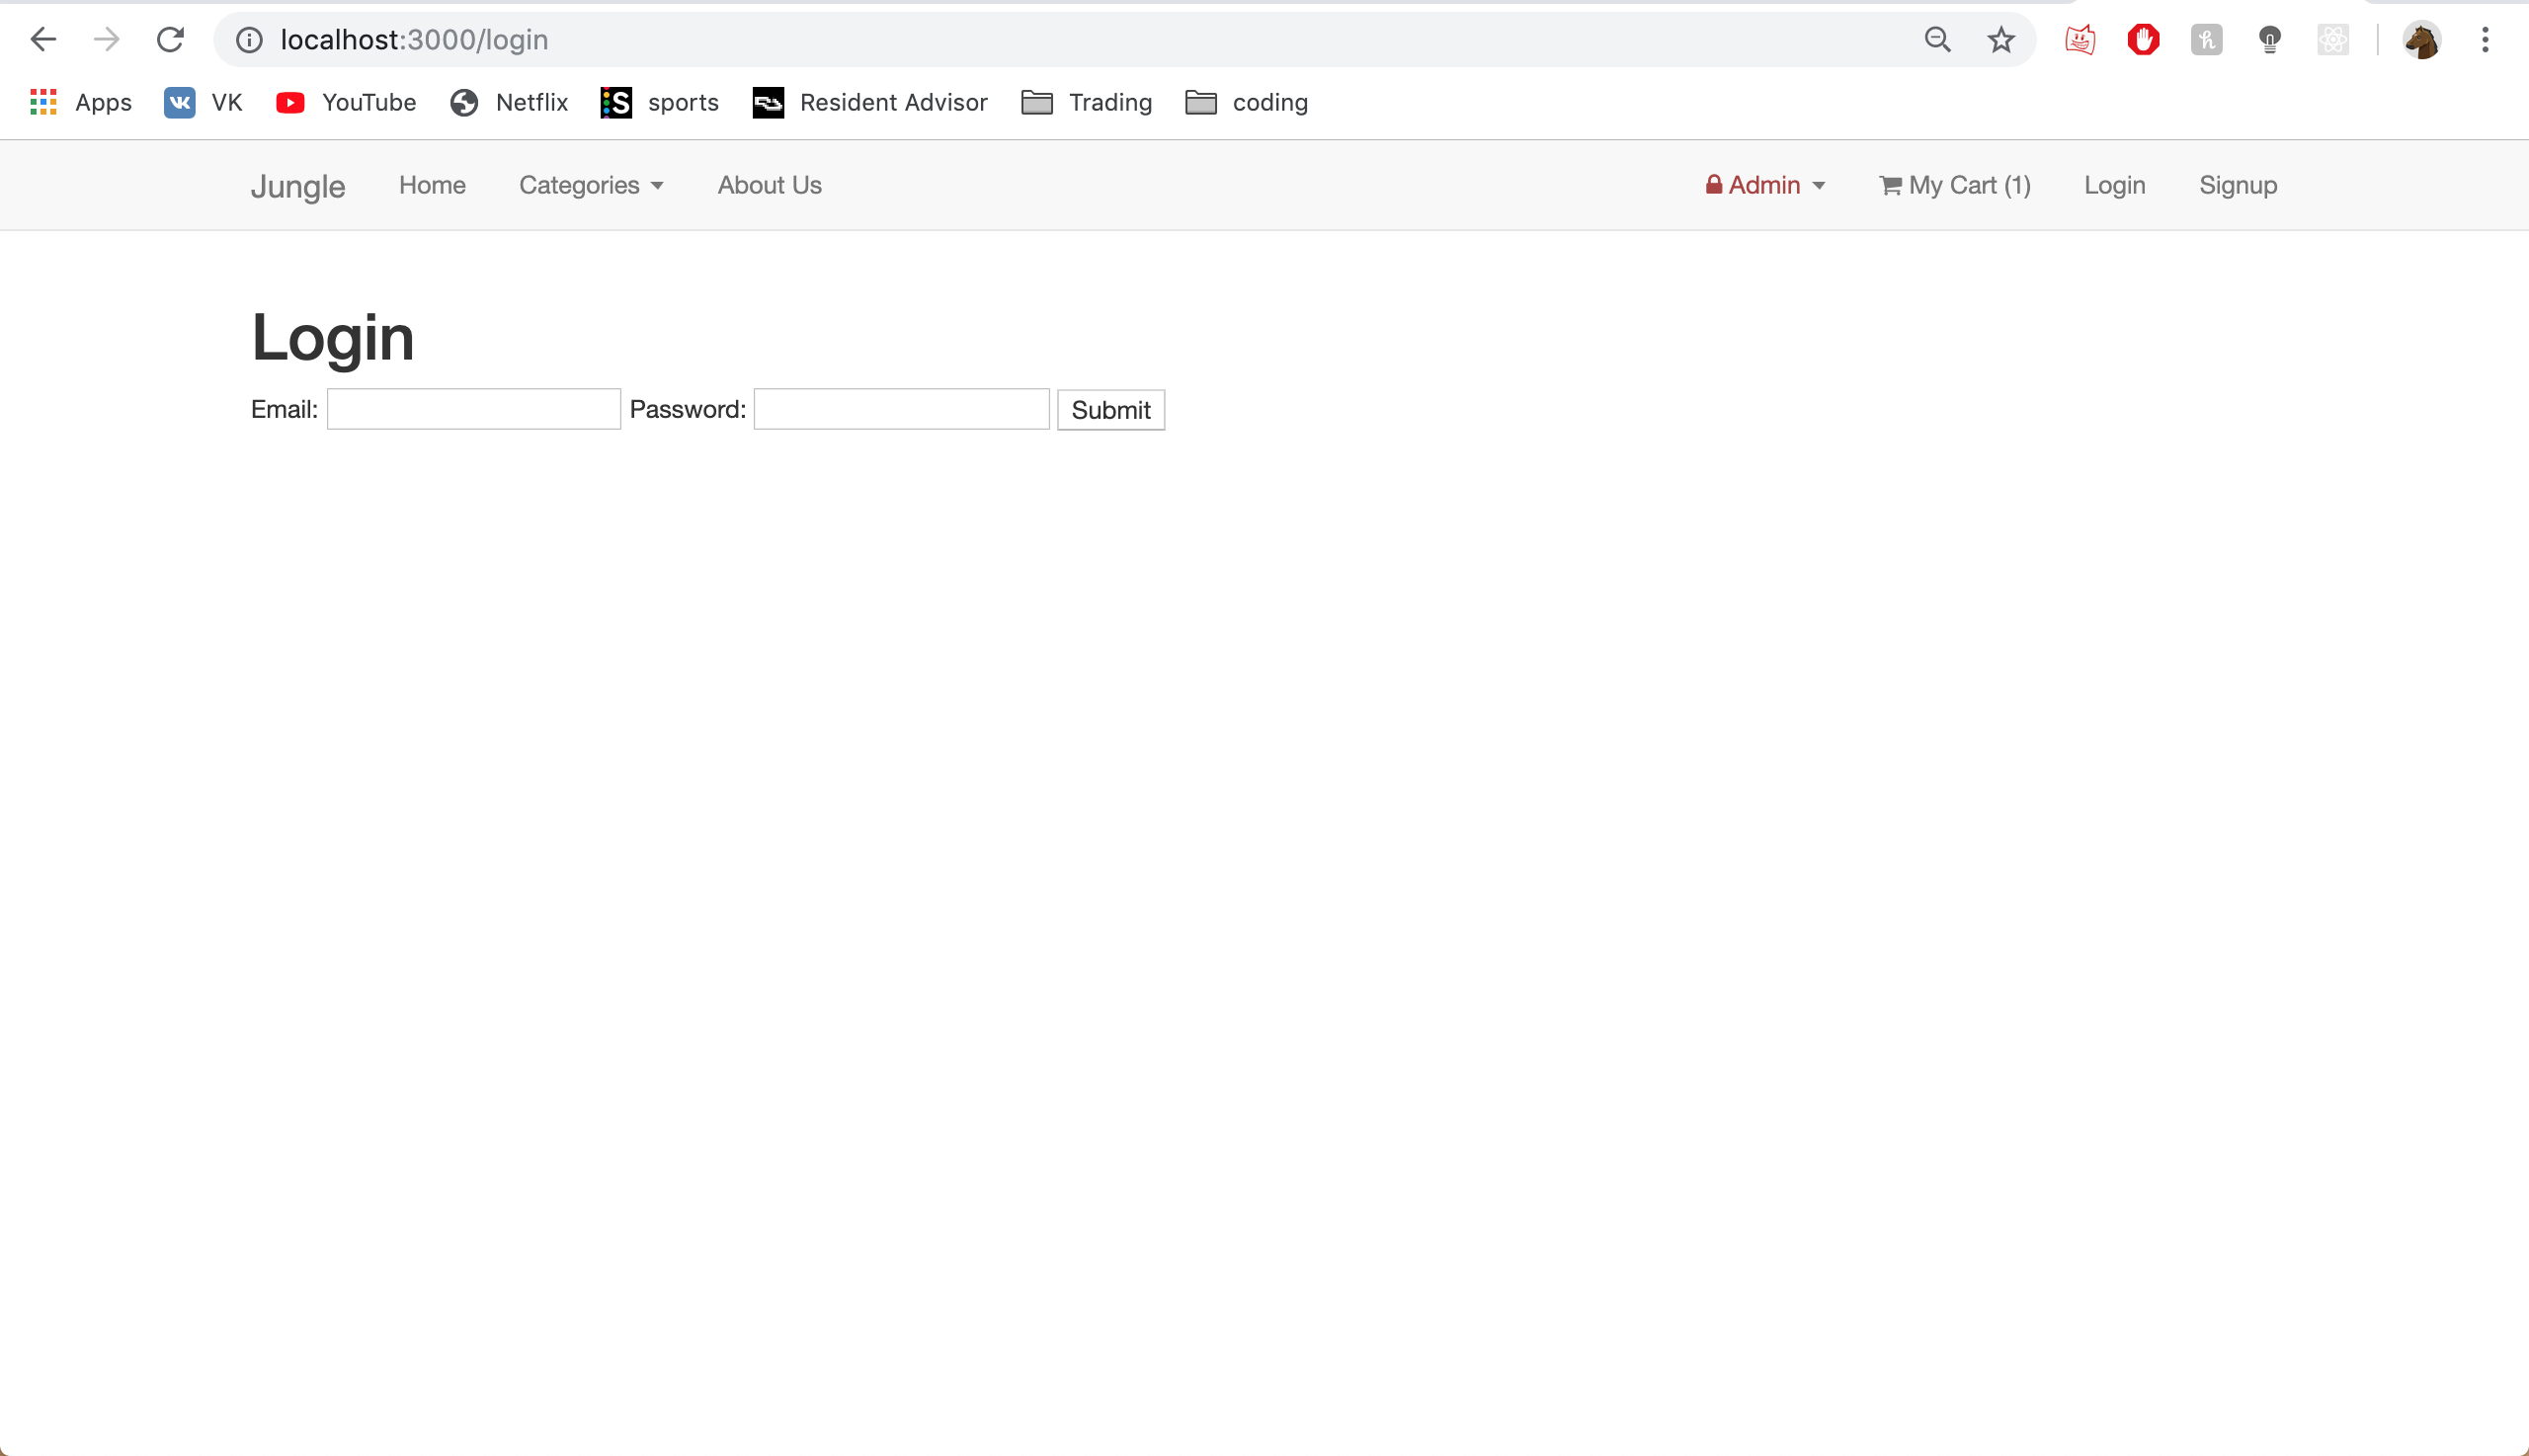 localhost:3000/login
Apps VK YouTube Netflix sports Resident Advisor Trading coding
Jungle Home Categories About Us Admin My Cart (1) Login Signup
Login
Email: Password: Submit